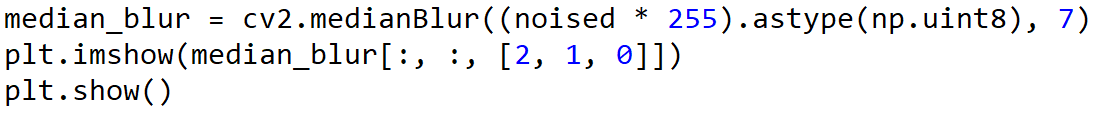 median_blur = cv2.medianBlur((noised * 255).astype(np.uint8), 7)
plt.imshow(median_blur[:, :, [2, 1, 0]])
plt.show()